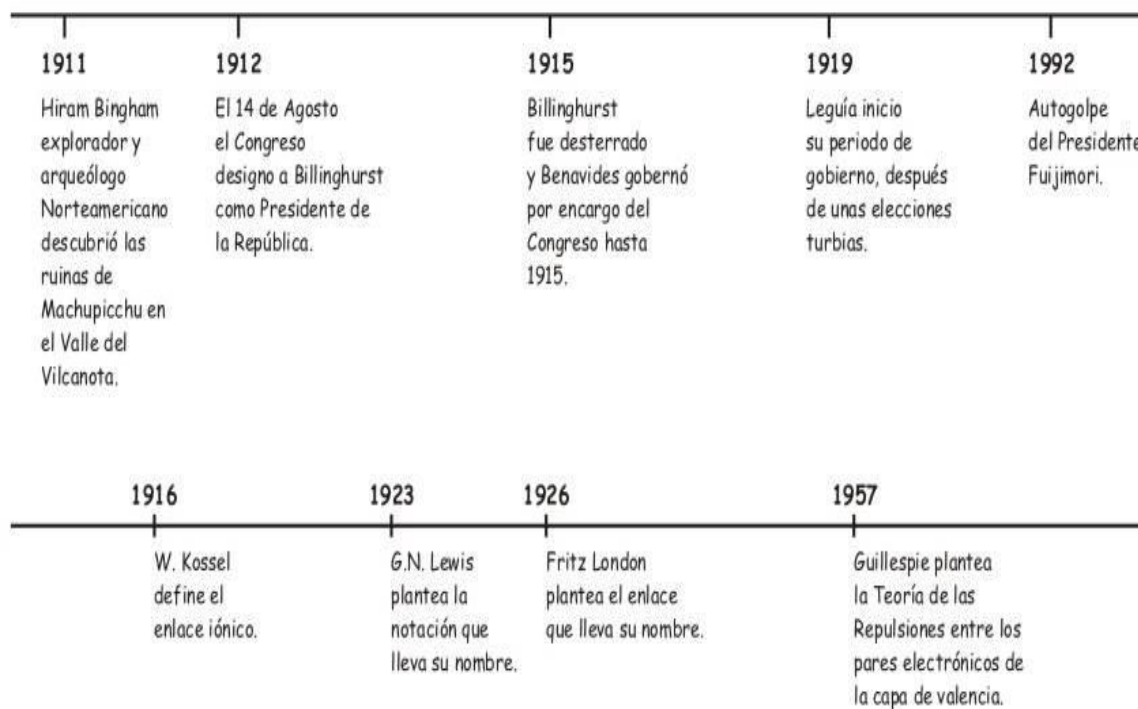 1911
Hiram Bingham
explorador y
arqueólogo
Norteamericano
descubrió las
ruinas de
Machupicchu en
el Valle del
Vilcanota.
1912
El 14 de Agosto
el Congreso
designo a Billinghurst
como Presidente de
la República.
1915
Billinghurst
fue desterrado
y Benavides gobernó
por encargo del
Congreso hasta
1915.
1919
Leguía inicio
su periodo de
gobierno, después
de unas elecciones
turbias.
1992
Autogolpe
del Presidente
Fuijimori.
1916
W. Kossel
define el
enlace iónico.
1923
G.N. Lewis
plantea la
notación que
lleva su nombre.
1926
Fritz London
plantea el enlace
que lleva su nombre.
1957
Guillespie plantea
la Teoría de las
Repulsiones entre los
pares electrónicos de
la capa de valencia.